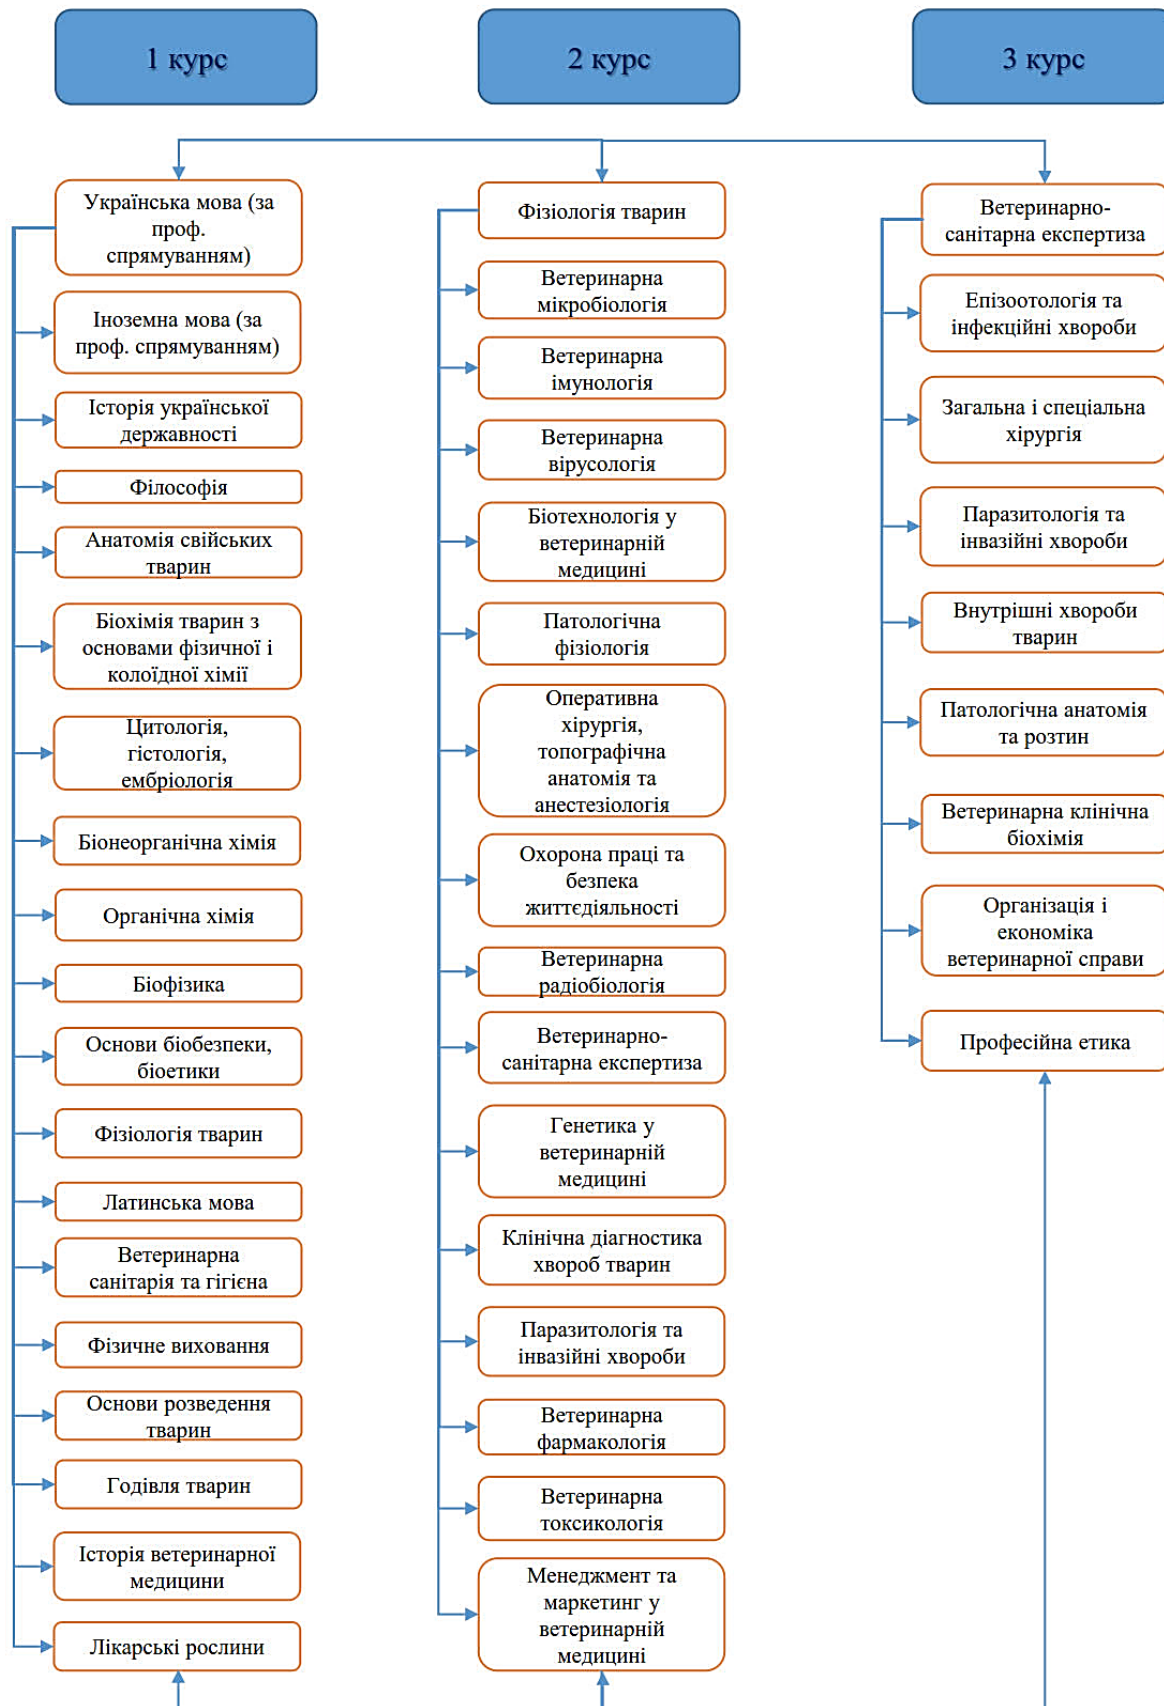 1 курс
2 курс
3 курс
Українська мова (за
проф.
спрямуванням)
Іноземна мова (за
проф. спрямуванням)
Історія української
державності
Філософія
Анатомія свійських
тварин
Біохімія тварин з
основами фізичної і
колоїдної хімії
Цитологія,
гістологія,
ембріологія
Біонеорганічна хімія
Органічна хімія
Біофізика
Основи біобезпеки,
біоетики
Фізіологія тварин
Латинська мова
Ветеринарна
санітарія та гігієна
Фізичне виховання
Основи розведення
тварин
Годівля тварин
Історія ветеринарної
медицини
Лікарські рослини
Фізіологія тварин
Ветеринарна
мікробіологія
Ветеринарна
імунологія
Ветеринарна
вірусологія
Біотехнологія у
ветеринарній
медицині
Патологічна
фізіологія
Оперативна
хірургія,
топографічна
анатомія та
анестезіологія
Охорона праці та
безпека
життєдіяльності
Ветеринарна
радіобіологія
Ветеринарно-
санітарна експертиза
Генетика у
ветеринарній
медицині
Клінічна діагностика
хвороб тварин
Паразитологія та
інвазійні хвороби
Ветеринарна
фармакологія
Ветеринарна
токсикологія
Менеджмент та
маркетинг у
ветеринарній
медицині
Ветеринарно-
санітарна експертиза
Епізоотологія та
інфекційні хвороби
Загальна і спеціальна
хірургія
Паразитологія та
інвазійні хвороби
Внутрішні хвороби
тварин
Патологічна анатомія
та розтин
Ветеринарна клінічна
біохімія
Організація і
економіка
ветеринарної справи
Професійна етика